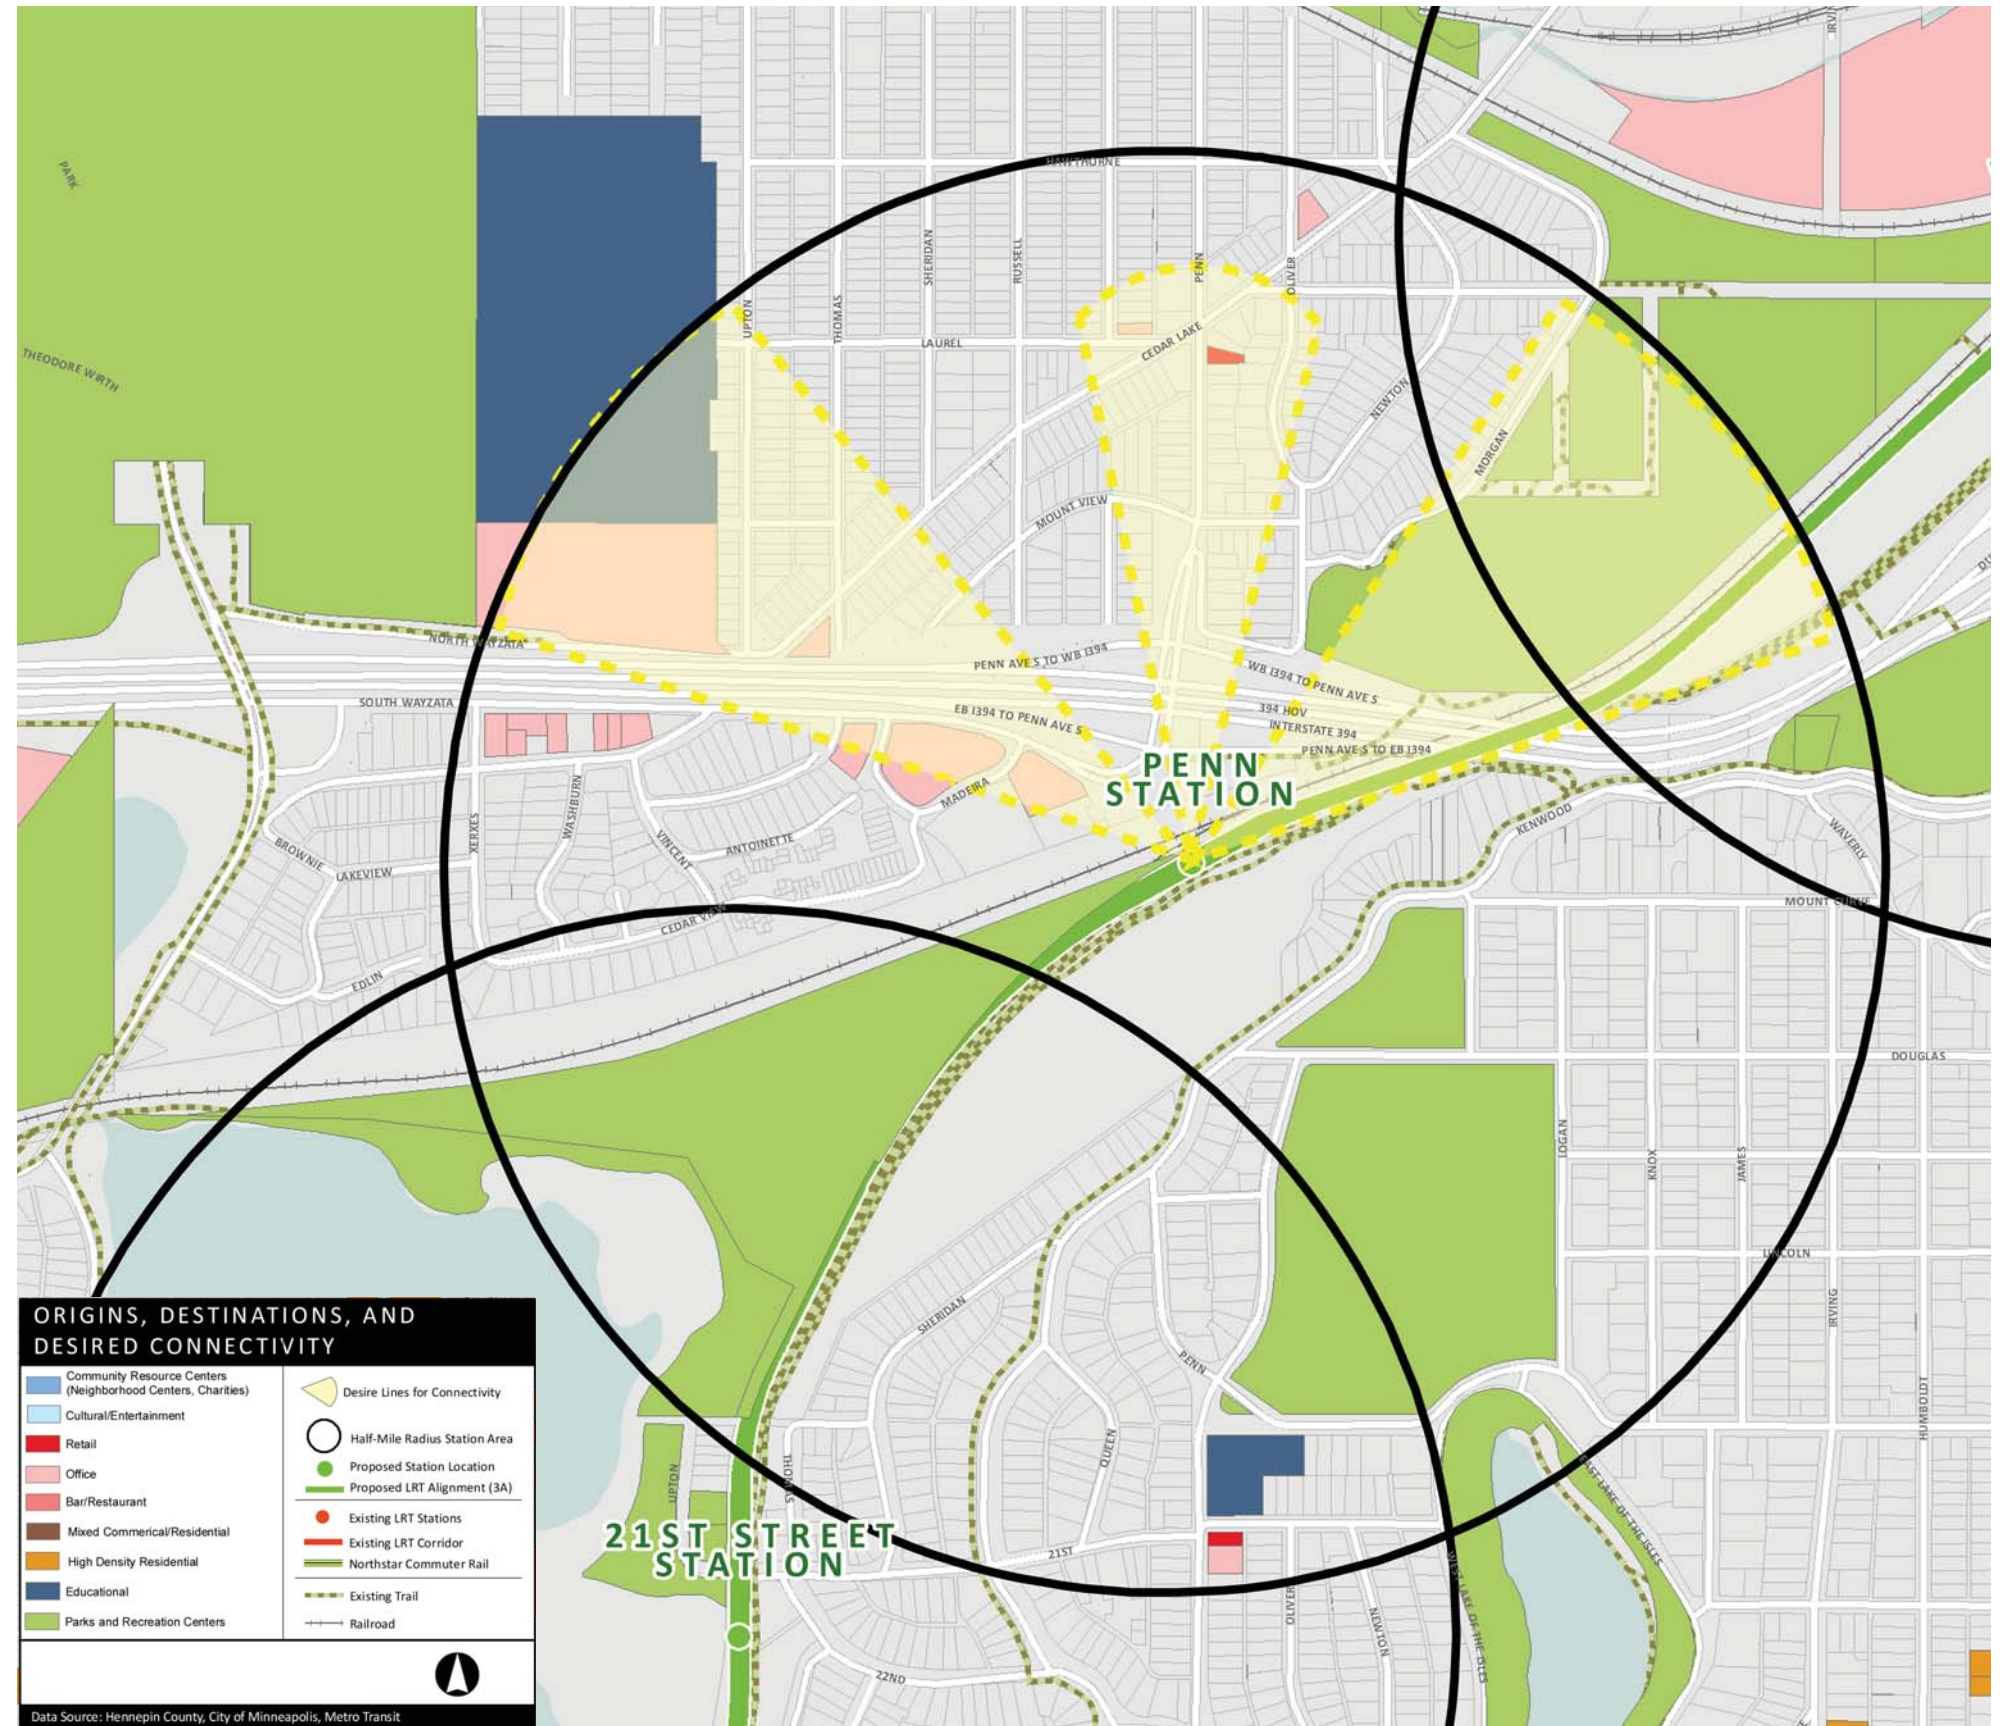 PARK
IRVIN
HAWTHORNE
SHERIDAN
RUSSELL
PENN
OLIVER
UPTON
THOMAS
THEODORE WIRTH
LAUREL
CEDAR LAKE
NEWTON
MORGAN
MOUNT VIEW
NORTH WAYZATA
PENN AVE S TO WB I394
WB I394 TO PENN AVE S
SOUTH WAYZATA
EB I394 TO PENN AVE S
394 HOV
INTERSTATE 394
PENN AVE S TO EB I394
PENN
STATION
MADEIRA
XERXES
WASHBURN
VINCENT
ANTOINETTE
KENWOOD
WAVERLY
BROWNIE
LAKEVIEW
MOUNT CURVE
CEDAR VIEW
EDLIN
DOUGLAS
LOGAN
KNOX
JAMES
LINCOLN
IRVING
SHERIDAN
PENN
HUMBOLDT
QUEEN
UPTON
THOMAS
EAST LAKE OF THE ISLES
21ST STREET
STATION
21ST
WEST LAKE OF THE ISLES
OLIVER
NEWTON
22ND
ORIGINS, DESTINATIONS, AND
DESIRED CONNECTIVITY
Community Resource Centers
(Neighborhood Centers, Charities)
Cultural/Entertainment
Retail
Office
Bar/Restaurant
Mixed Commerical/Residential
High Density Residential
Educational
Parks and Recreation Centers
Desire Lines for Connectivity
Half-Mile Radius Station Area
Proposed Station Location
Proposed LRT Alignment (3A)
Existing LRT Stations
Existing LRT Corridor
Northstar Commuter Rail
Existing Trail
Railroad
Data Source: Hennepin County, City of Minneapolis, Metro Transit